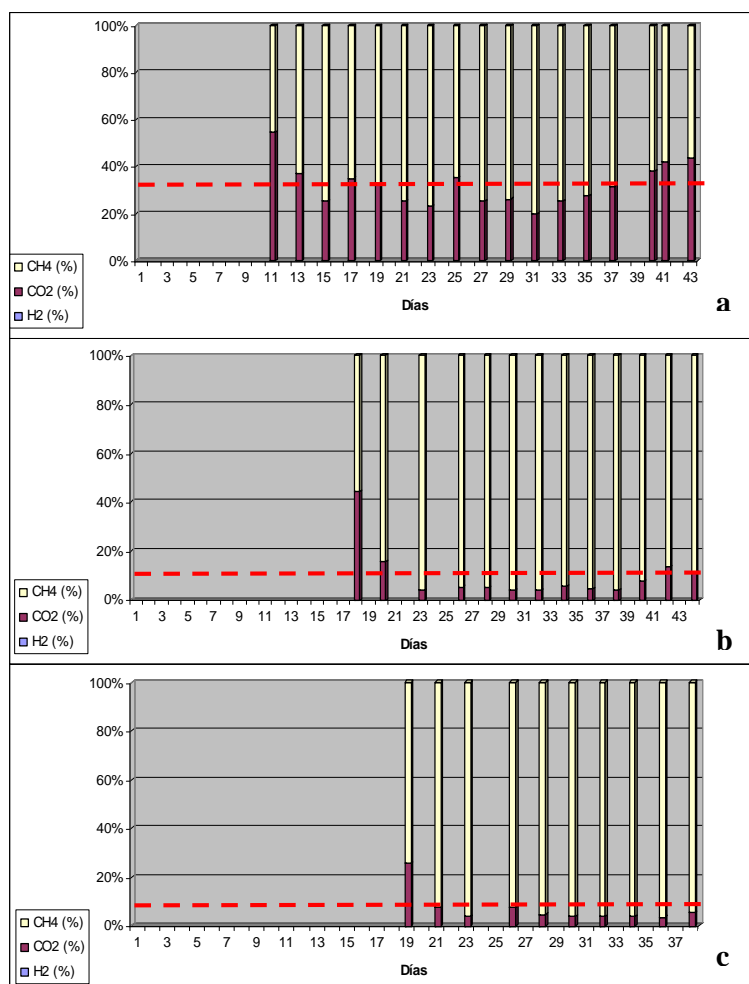 100%
80%
60%
40%
20%
0%
1 3 5 7 9 11 13 15 17 19 21 23 25 27 29 31 33 35 37 39 41 43
Días
CH4 (%)
CO2 (%)
H2 (%)
a
100%
80%
60%
40%
20%
0%
1 3 5 7 9 11 13 15 17 19 21 23 25 27 29 31 33 35 37 39 41 43
Días
CH4 (%)
CO2 (%)
H2 (%)
b
100%
80%
60%
40%
20%
0%
1 3 5 7 9 11 13 15 17 19 21 23 25 27 29 31 33 35 37
Días
CH4 (%)
CO2 (%)
H2 (%)
c